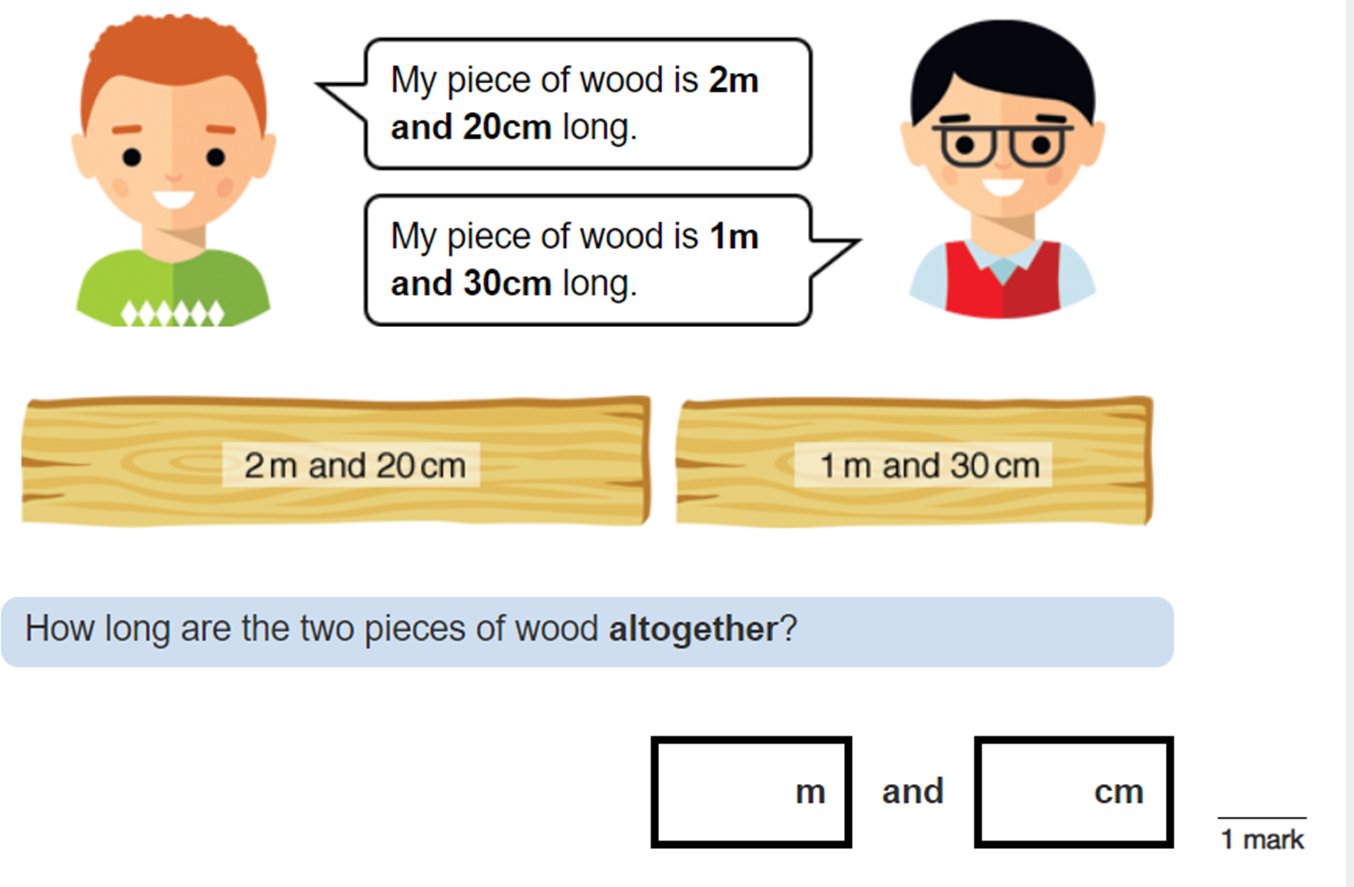 My piece of wood is 2m
and 20cm long.
My piece of wood is 1m
and 30cm long.
2m and 20cm
1m and 30cm
How long are the two pieces of wood altogether?
m and cm
1 mark